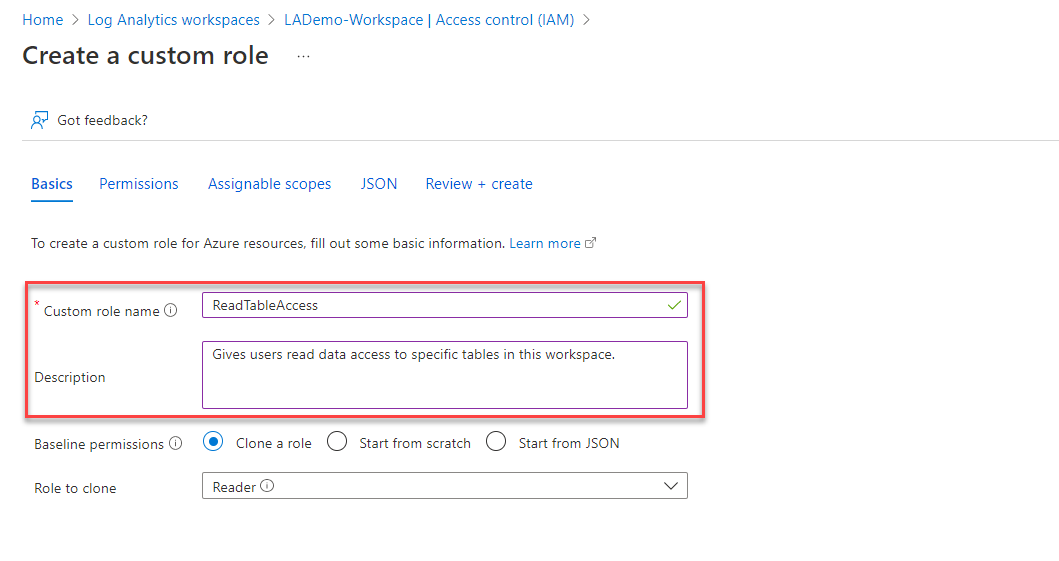 Home > Log Analytics workspaces > LADemo-Workspace | Access control (IAM) >
Create a custom role ...
Got feedback?
Basics Permissions Assignable scopes JSON Review + create
To create a custom role for Azure resources, fill out some basic information. Learn more
* Custom role name ReadTableAccess
Description Gives users read data access to specific tables in this workspace.
Baseline permissions Clone a role Start from scratch Start from JSON
Role to clone Reader